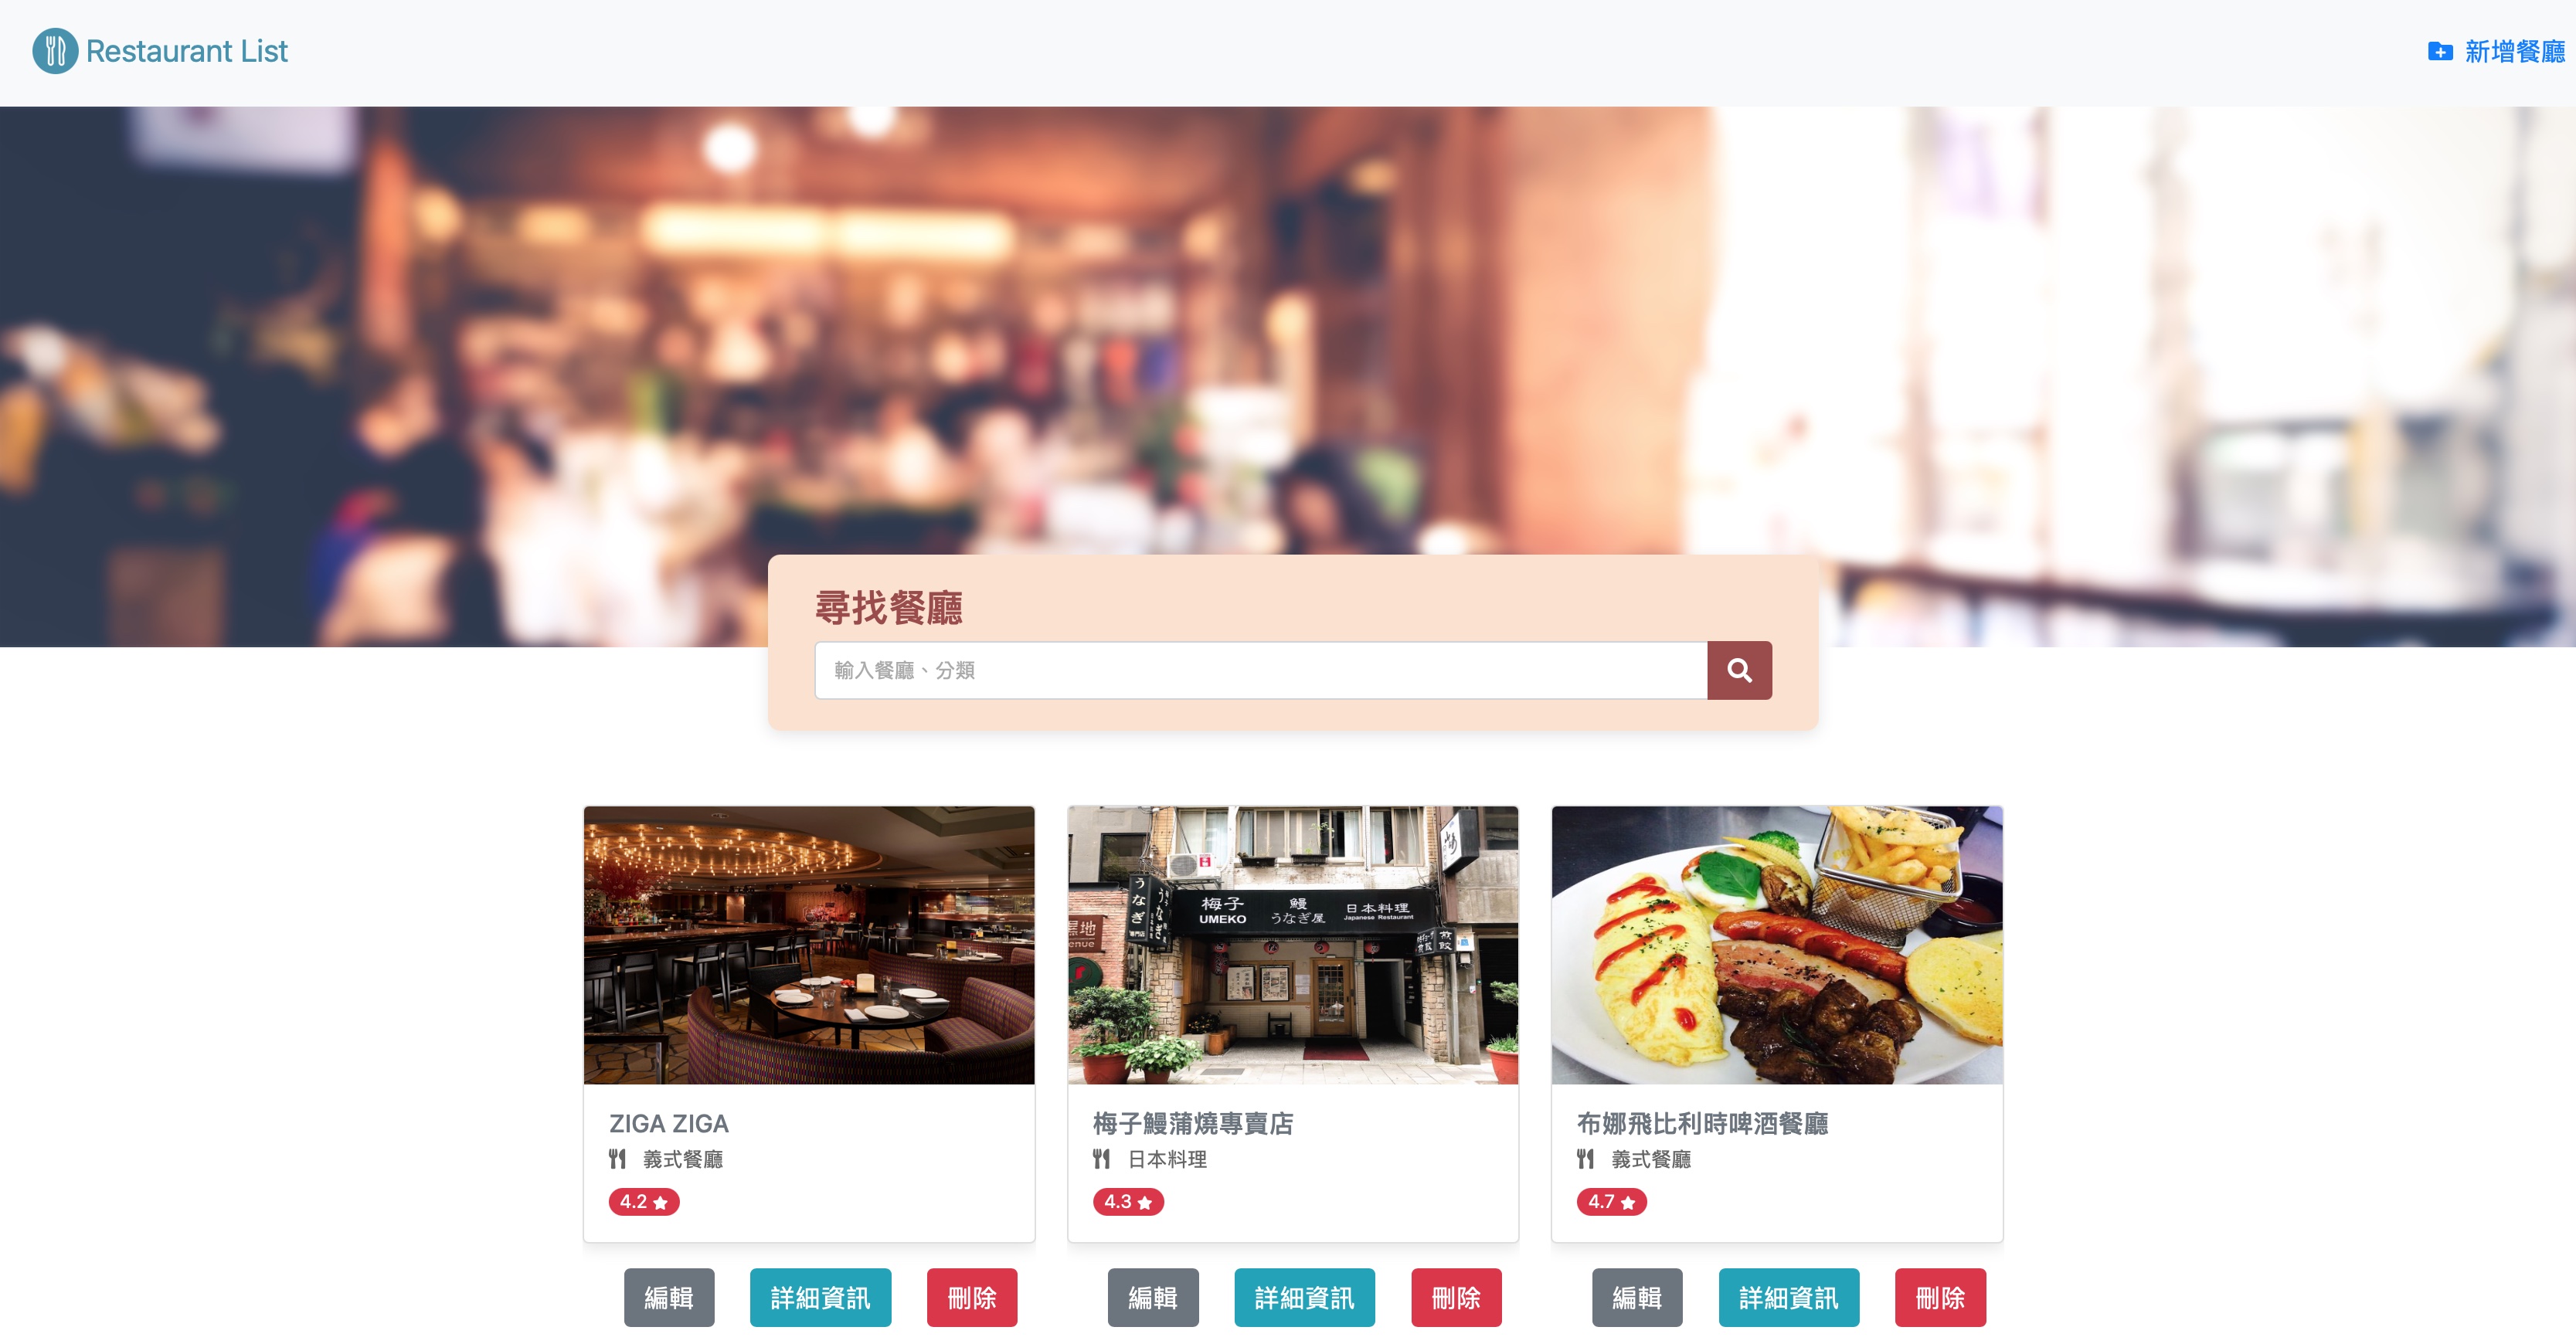 Restaurant List
新增餐廳
尋找餐廳
輸入餐廳、分類
梅子
UMEKO
鰻
うなぎ屋
日本料理
Japanese Restaurant
うなぎ
ZIGA ZIGA
義式餐廳
4.2
梅子鰻蒲燒專賣店
日本料理
4.3
布娜飛比利時啤酒餐廳
義式餐廳
4.7
編輯
詳細資訊
刪除
編輯
詳細資訊
刪除
編輯
詳細資訊
刪除